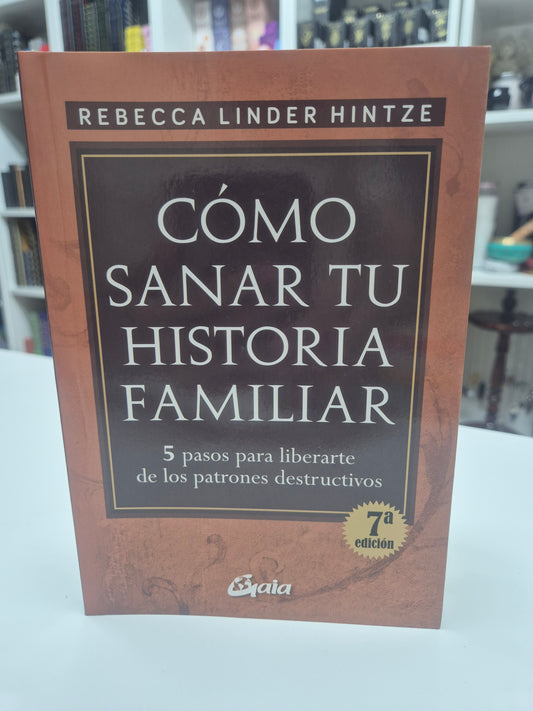 REBECCA LINDER HINTZE
CÓMO
SANAR TU
HISTORIA
FAMILIAR
5 pasos para liberarte
de los patrones destructivos
7ª
edición
Gaia